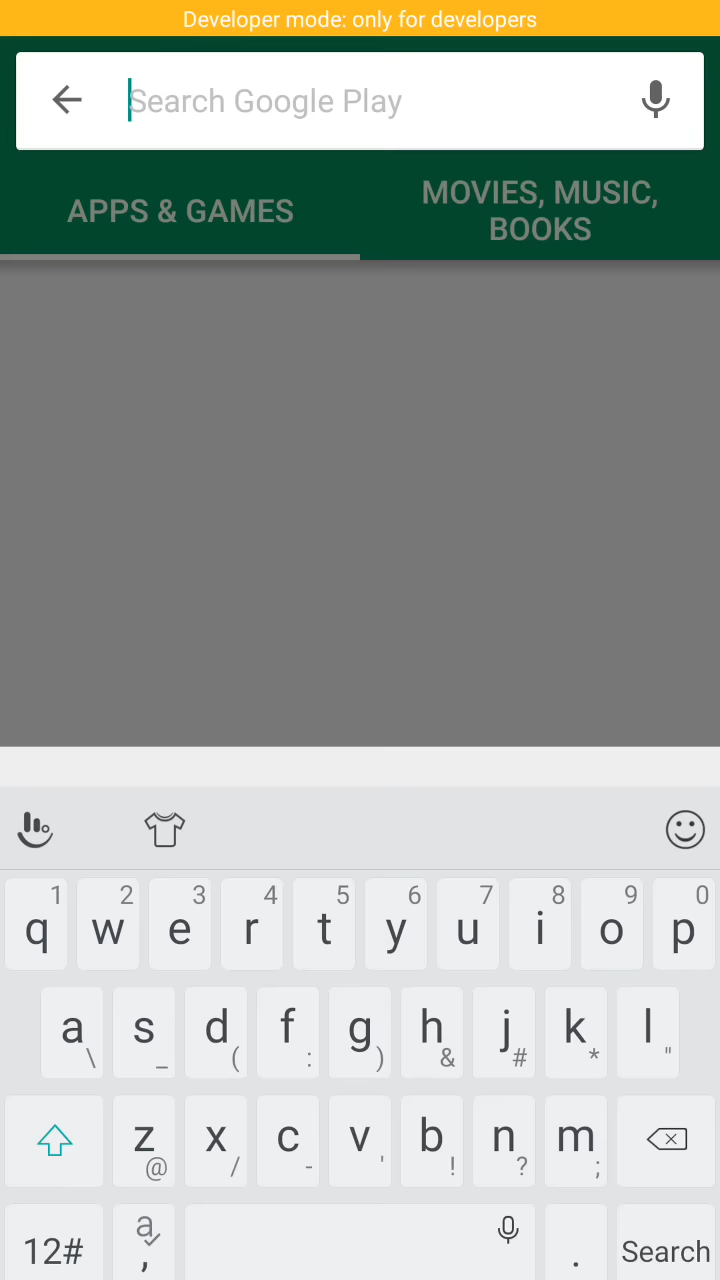 Developer mode: only for developers
Search Google Play
APPS & GAMES
MOVIES, MUSIC,
BOOKS
1 2 3 4 5 6 7 8 9 0
q w e r t y u i o p
a s d f g h j k l
\ _ ( : ) & # * "
z x c v b n m
@ / - ' ! ? ;
12# a , . Search